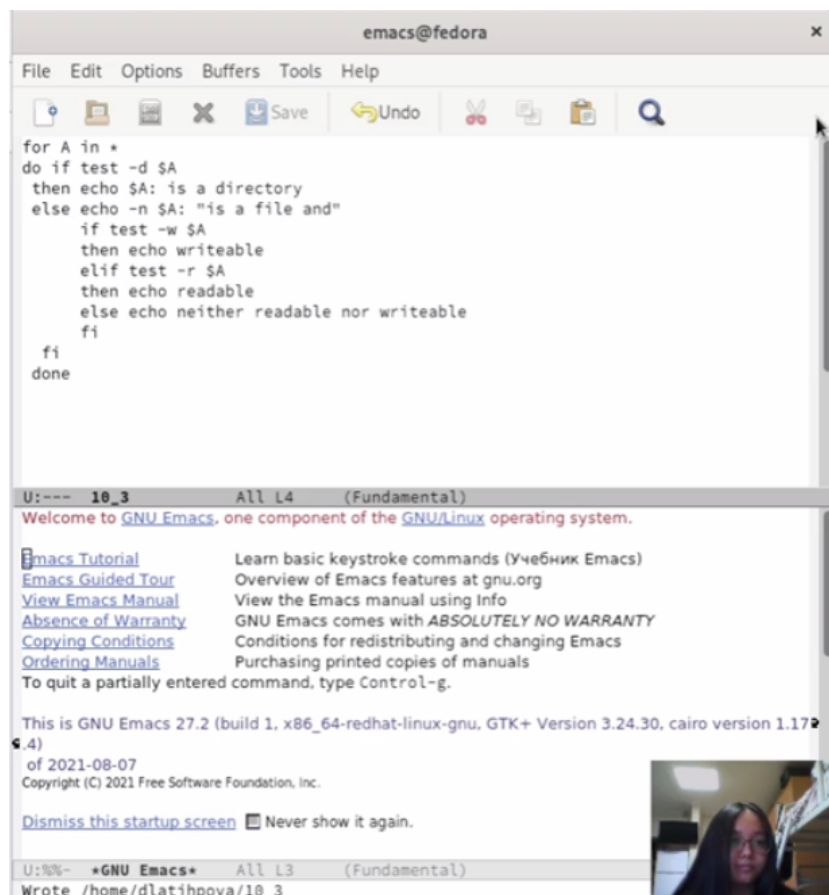 emacs@fedora
File Edit Options Buffers Tools Help
Save Undo
for A in *
do if test -d $A
then echo $A: is a directory
else echo -n $A: "is a file and"
if test -w $A
then echo writeable
elif test -r $A
then echo readable
else echo neither readable nor writeable
fi
fi
done
U:--- 10_3 All L4 (Fundamental)
Welcome to GNU Emacs, one component of the GNU/Linux operating system.
Emacs Tutorial Learn basic keystroke commands (Учебник Emacs)
Emacs Guided Tour Overview of Emacs features at gnu.org
View Emacs Manual View the Emacs manual using Info
Absence of Warranty GNU Emacs comes with ABSOLUTELY NO WARRANTY
Copying Conditions Conditions for redistributing and changing Emacs
Ordering Manuals Purchasing printed copies of manuals
To quit a partially entered command, type Control-g.
This is GNU Emacs 27.2 (build 1, x86_64-redhat-linux-gnu, GTK+ Version 3.24.30, cairo version 1.17
.4)
of 2021-08-07
Copyright (C) 2021 Free Software Foundation, Inc.
Dismiss this startup screen Never show it again.
U:%%- *GNU Emacs* All L3 (Fundamental)
Wrote /home/dlatihpova/10_3